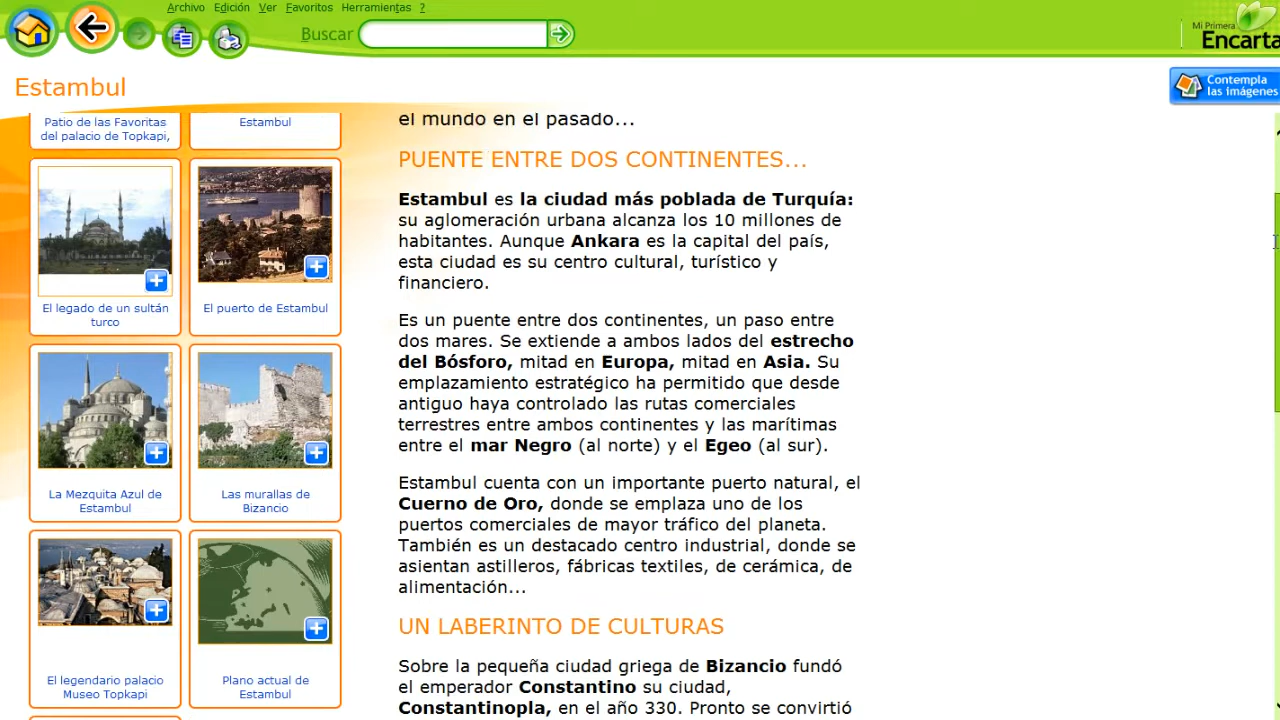 Archivo Edición Ver Favoritos Herramientas ?
Buscar
Mi Primera
Encarta
Estambul
Contempla
las imágenes
Patio de las Favoritas
del palacio de Topkapi,
Estambul
El legado de un sultán
turco
El puerto de Estambul
La Mezquita Azul de
Estambul
Las murallas de
Bizancio
El legendario palacio
Museo Topkapi
Plano actual de
Estambul
el mundo en el pasado...
PUENTE ENTRE DOS CONTINENTES...
Estambul es la ciudad más poblada de Turquía:
su aglomeración urbana alcanza los 10 millones de
habitantes. Aunque Ankara es la capital del país,
esta ciudad es su centro cultural, turístico y
financiero.
Es un puente entre dos continentes, un paso entre
dos mares. Se extiende a ambos lados del estrecho
del Bósforo, mitad en Europa, mitad en Asia. Su
emplazamiento estratégico ha permitido que desde
antiguo haya controlado las rutas comerciales
terrestres entre ambos continentes y las marítimas
entre el mar Negro (al norte) y el Egeo (al sur).
Estambul cuenta con un importante puerto natural, el
Cuerno de Oro, donde se emplaza uno de los
puertos comerciales de mayor tráfico del planeta.
También es un destacado centro industrial, donde se
asientan astilleros, fábricas textiles, de cerámica, de
alimentación...
UN LABERINTO DE CULTURAS
Sobre la pequeña ciudad griega de Bizancio fundó
el emperador Constantino su ciudad,
Constantinopla, en el año 330. Pronto se convirtió